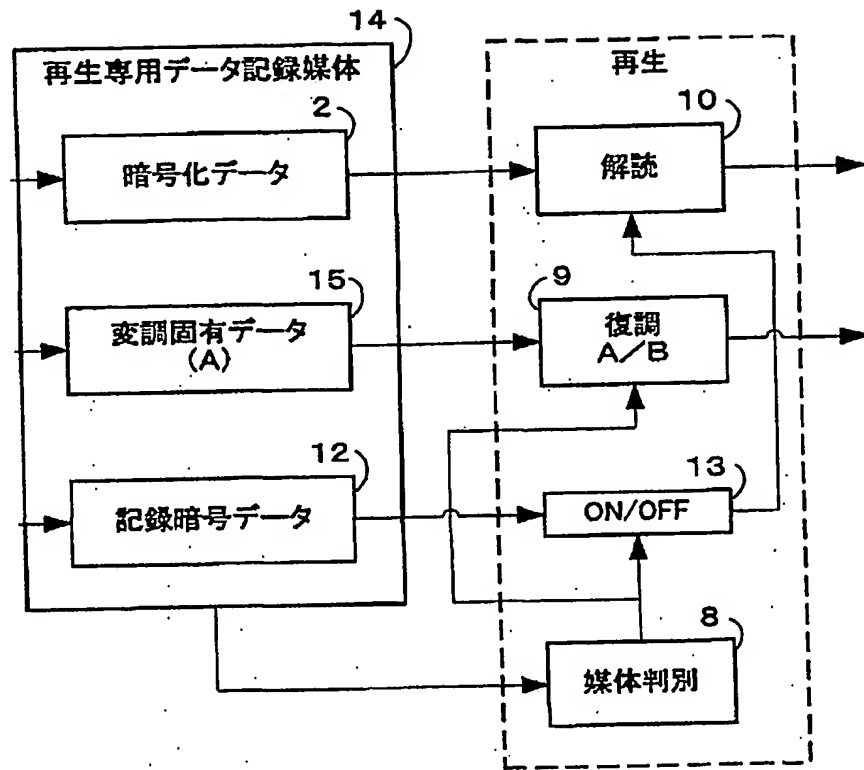 14
再生専用データ記録媒体
再生
2
10
暗号化データ
解読
15
9
変調固有データ
(A)
復調
A/B
12
13
記録暗号データ
ON/OFF
8
媒体判別